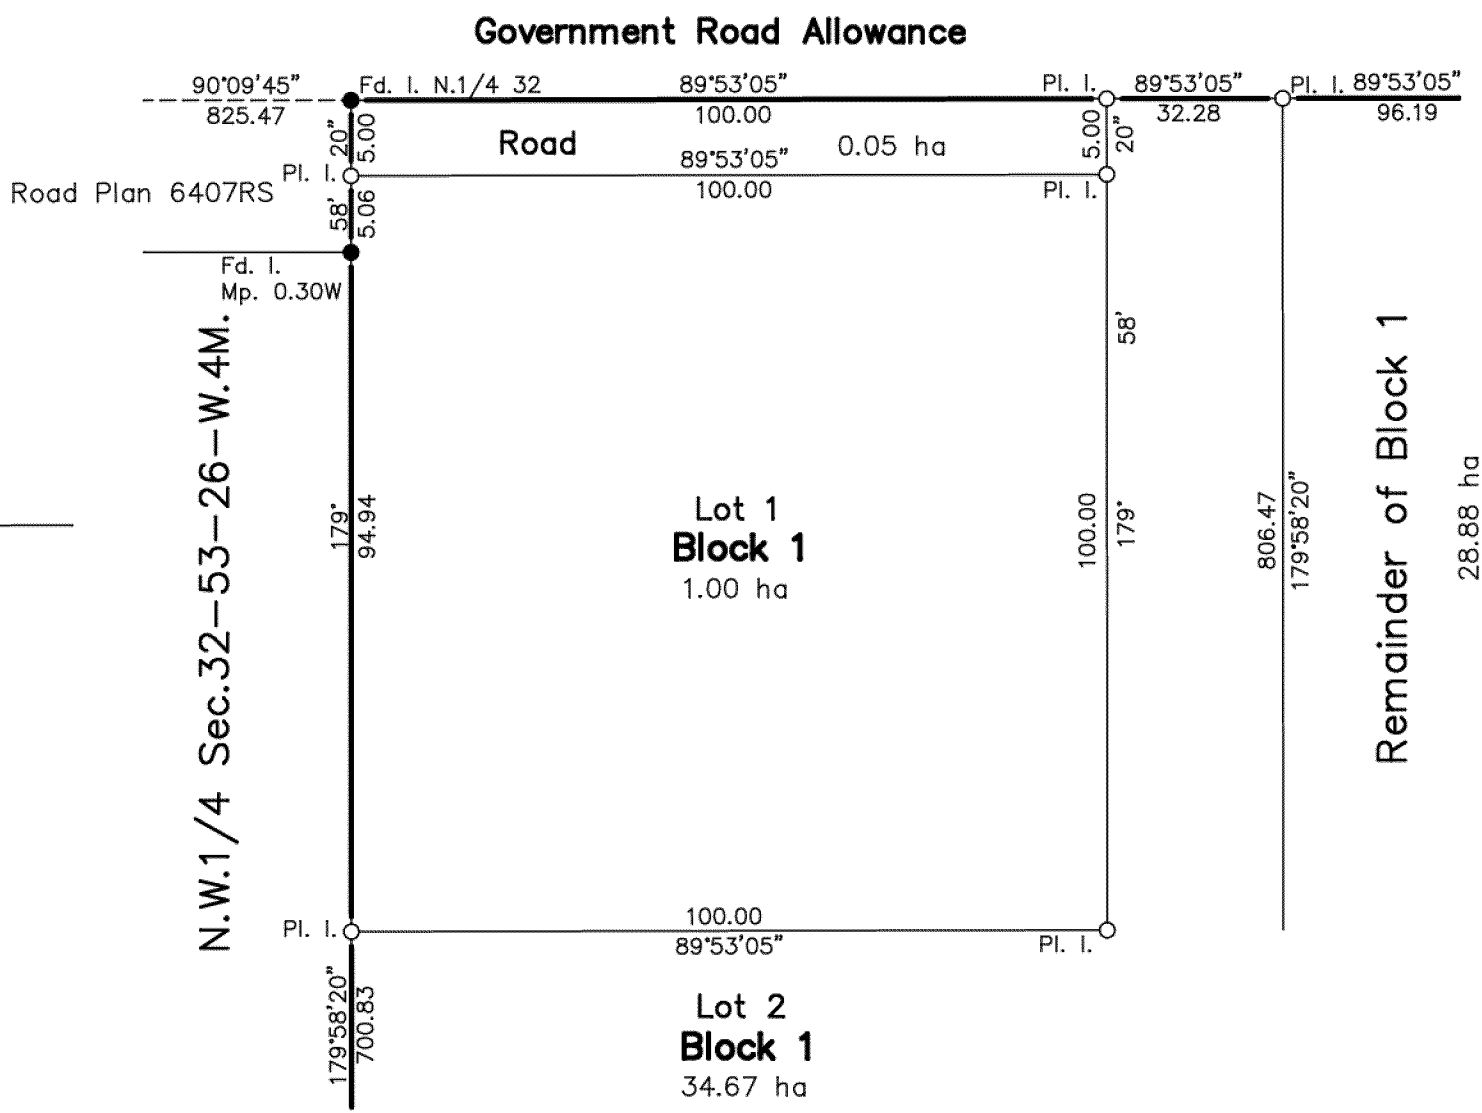 Government Road Allowance
90°09'45"
825.47
Fd. I. N.1/4 32
89°53'05"
100.00
Pl. I.
89°53'05"
32.28
Pl. I.
89°53'05"
96.19
20"
5.00
Road
0.05 ha
5.00
20"
Pl. I.
89°53'05"
100.00
Pl. I.
Road Plan 6407RS
58'
5.06
Fd. I.
Mp. 0.30W
N.W.1/4 Sec.32-53-26-W.4M.
179°
94.94
Lot 1
Block 1
1.00 ha
58'
100.00
179°
806.47
179°58'20"
Remainder of Block 1
28.88 ha
Pl. I.
100.00
89°53'05"
Pl. I.
179°58'20"
700.83
Lot 2
Block 1
34.67 ha